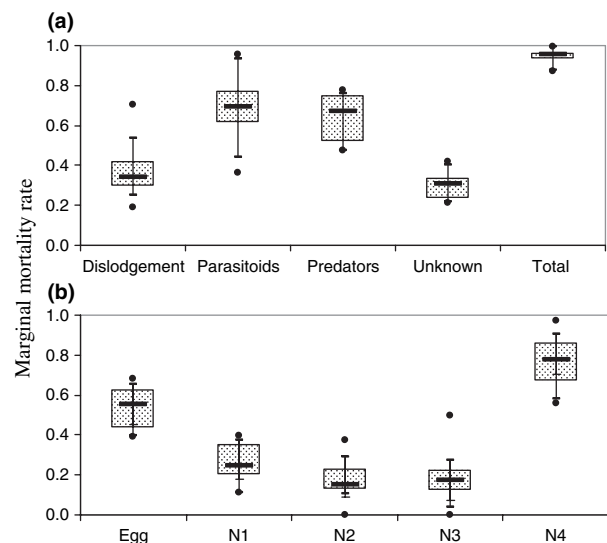 (a)
1.0
0.8
0.6
0.4
0.2
0.0
Dislodgement Parasitoids Predators Unknown Total
(b)
1.0
0.8
0.6
0.4
0.2
0.0
Egg N1 N2 N3 N4
Marginal mortality rate